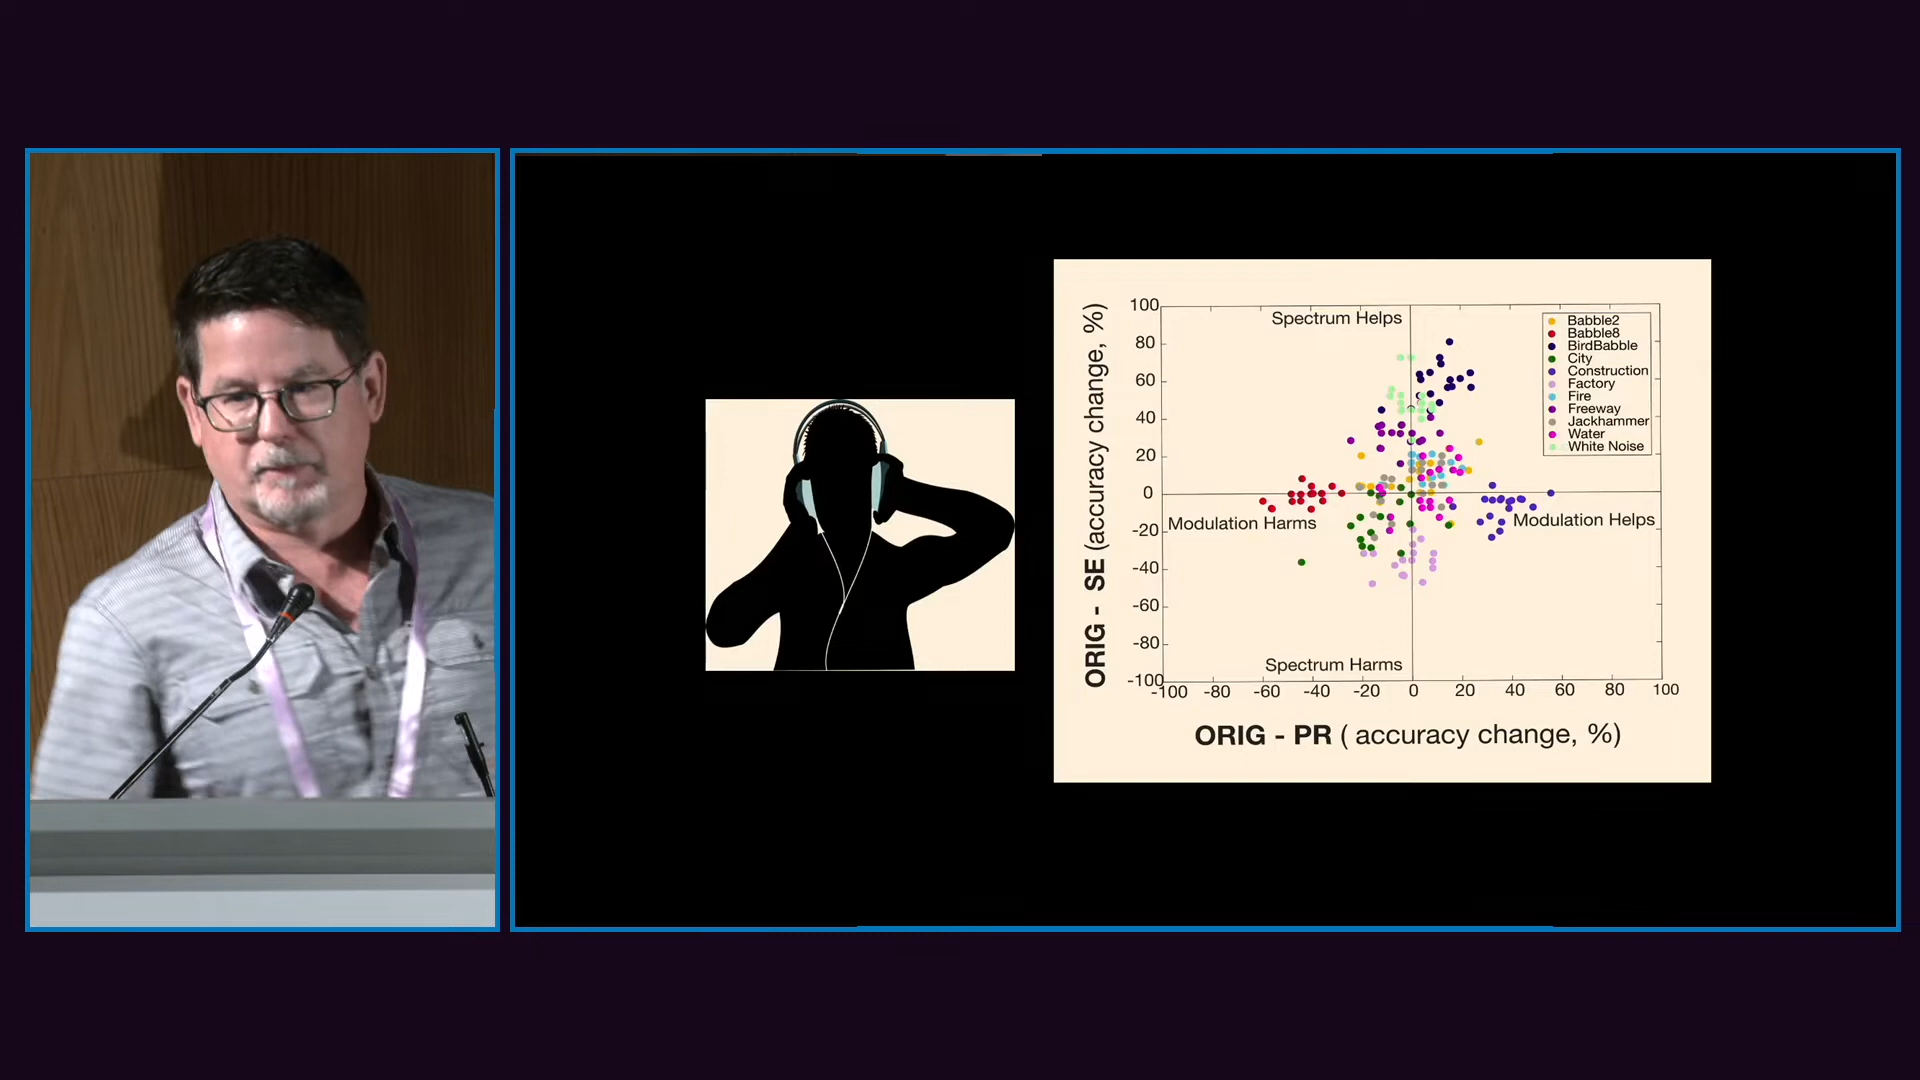 100
80
60
40
20
0
-20
-40
-60
-80
-100
ORIG - SE (accuracy change, %)
Spectrum Helps
Modulation Harms
Modulation Helps
Spectrum Harms
Babble2
Babble8
BirdBabble
City
Construction
Factory
Fire
Freeway
Jackhammer
Water
White Noise
-100 -80 -60 -40 -20 0 20 40 60 80 100
ORIG - PR ( accuracy change, %)